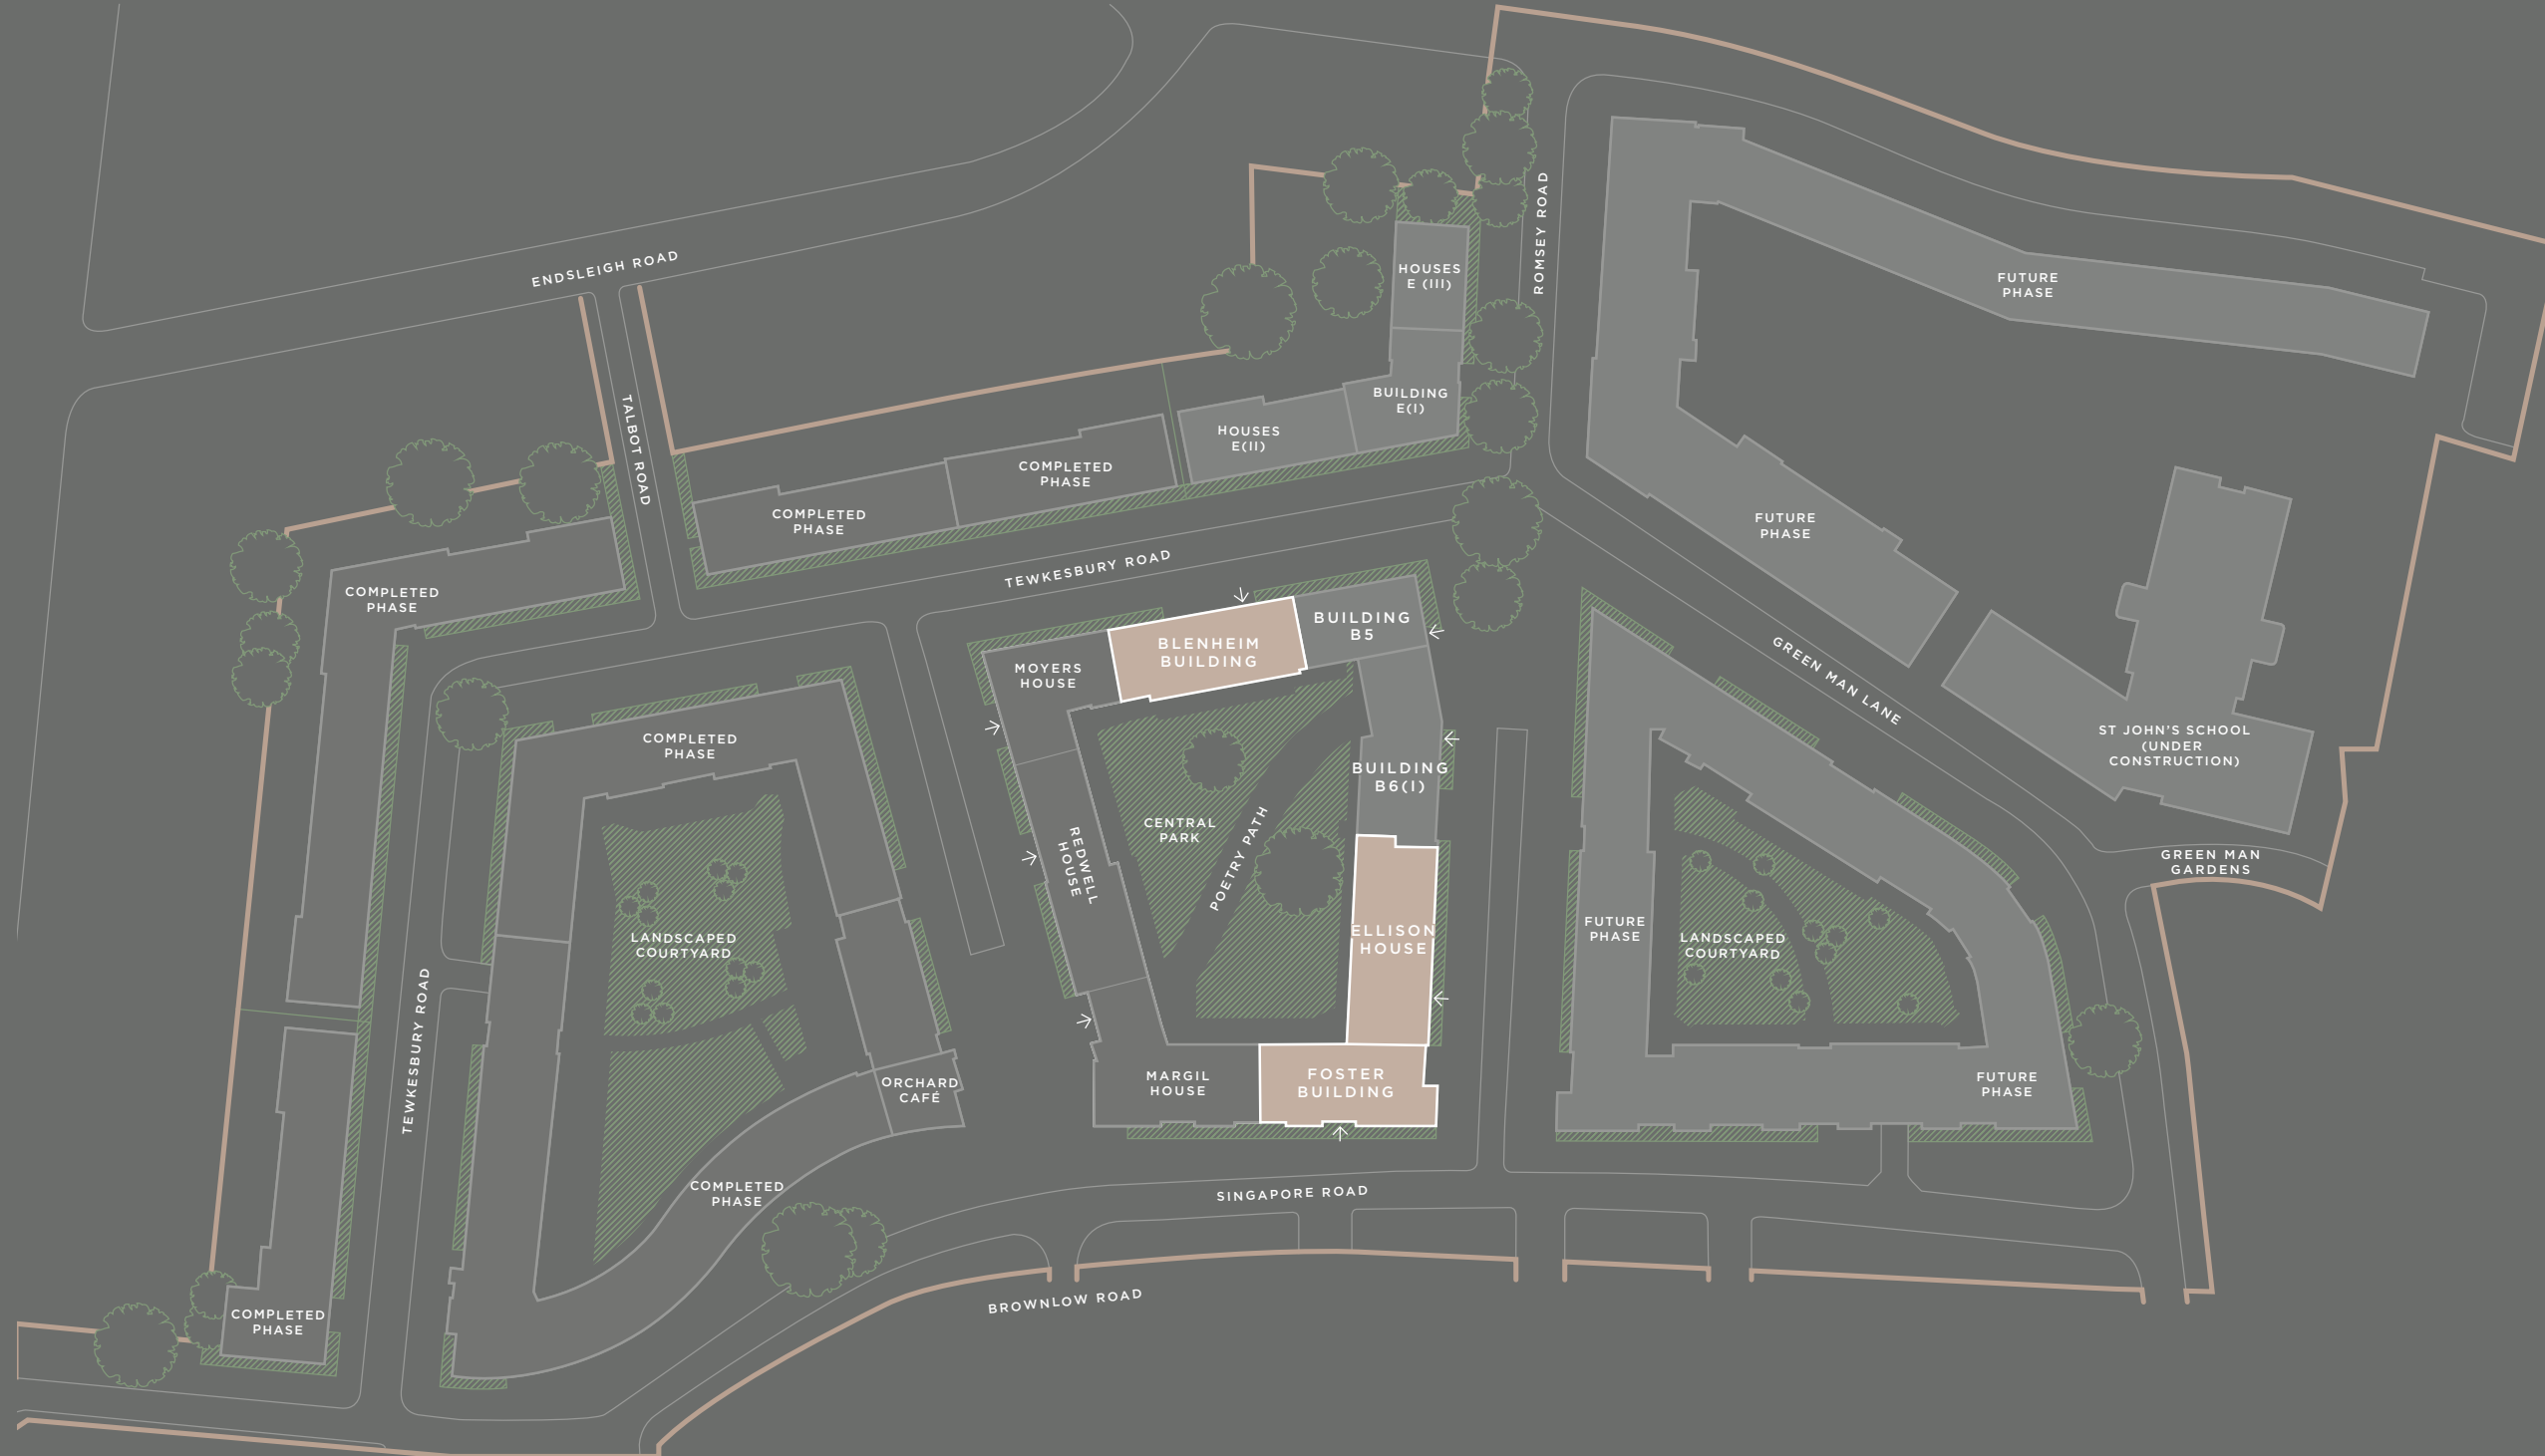 ENDSLEIGH ROAD
TALBOT ROAD
ROMSEY ROAD
HOUSES
E (III)
BUILDING
E(I)
HOUSES
E(II)
COMPLETED
PHASE
COMPLETED
PHASE
COMPLETED
PHASE
TEWKESBURY ROAD
FUTURE
PHASE
FUTURE
PHASE
GREEN MAN LANE
ST JOHN'S SCHOOL
(UNDER
CONSTRUCTION)
GREEN MAN
GARDENS
MOYERS
HOUSE
BLENHEIM
BUILDING
BUILDING
B5
BUILDING
B6(I)
CENTRAL
PARK
POETRY PATH
REDWELL
HOUSE
ELLISON
HOUSE
MARGIL
HOUSE
FOSTER
BUILDING
COMPLETED
PHASE
LANDSCAPED
COURTYARD
ORCHARD
CAFÉ
COMPLETED
PHASE
TEWKESBURY ROAD
COMPLETED
PHASE
FUTURE
PHASE
LANDSCAPED
COURTYARD
FUTURE
PHASE
SINGAPORE ROAD
BROWNLOW ROAD